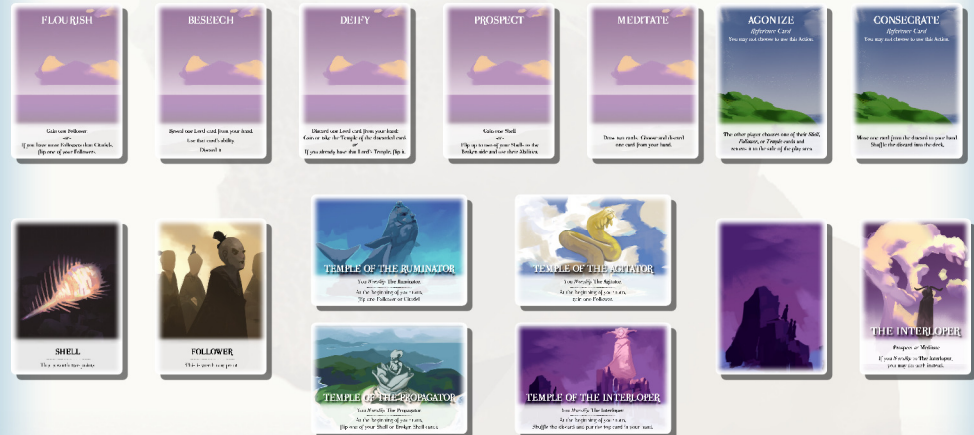 FLOURISH
Gain one Follower
-or-
If you have more Followers than Citadels,
flip one of your Followers.
BESEECH
Reveal one Lord card from your hand.
Use that card's ability.
Discard it
DEIFY
Discard one Lord card from your hand:
Gain or take the Temple of the discarded card
or
If you already have this Lord's Temple, flip it.
PROSPECT
Gain one Shell
-or-
Flip up to one of your Shells to the
Broken side and use their Abilities.
MEDITATE
Draw two cards. Choose and discard
one card from your hand.
AGONIZE
Reference Card
You may not choose to use this Action.
The other player chooses one of their Shell,
Follower, or Temple cards and
returns it to the side of the play area.
CONSECRATE
Reference Card
You may not choose to use this Action.
Move one card from the discard to your hand
Shuffle the discard into the deck.
SHELL
This is worth two points
FOLLOWER
This is worth one point
TEMPLE OF THE RUMINATOR
You Worship The Ruminator.
At the beginning of your turn,
flip one Follower or Citadel
TEMPLE OF THE AGITATOR
You Worship The Agitator.
At the beginning of your turn,
gain one Follower.
TEMPLE OF THE PROPAGATOR
You Worship The Propagator.
At the beginning of your turn,
flip one of your Shell or Broken Shell cards.
TEMPLE OF THE INTERLOPER
You Worship The Interloper.
At the beginning of your turn,
Shuffle the discard and put the top card in your hand.
THE INTERLOPER
Prospect or Meditate
If you Worship The Interloper,
you may do both instead.